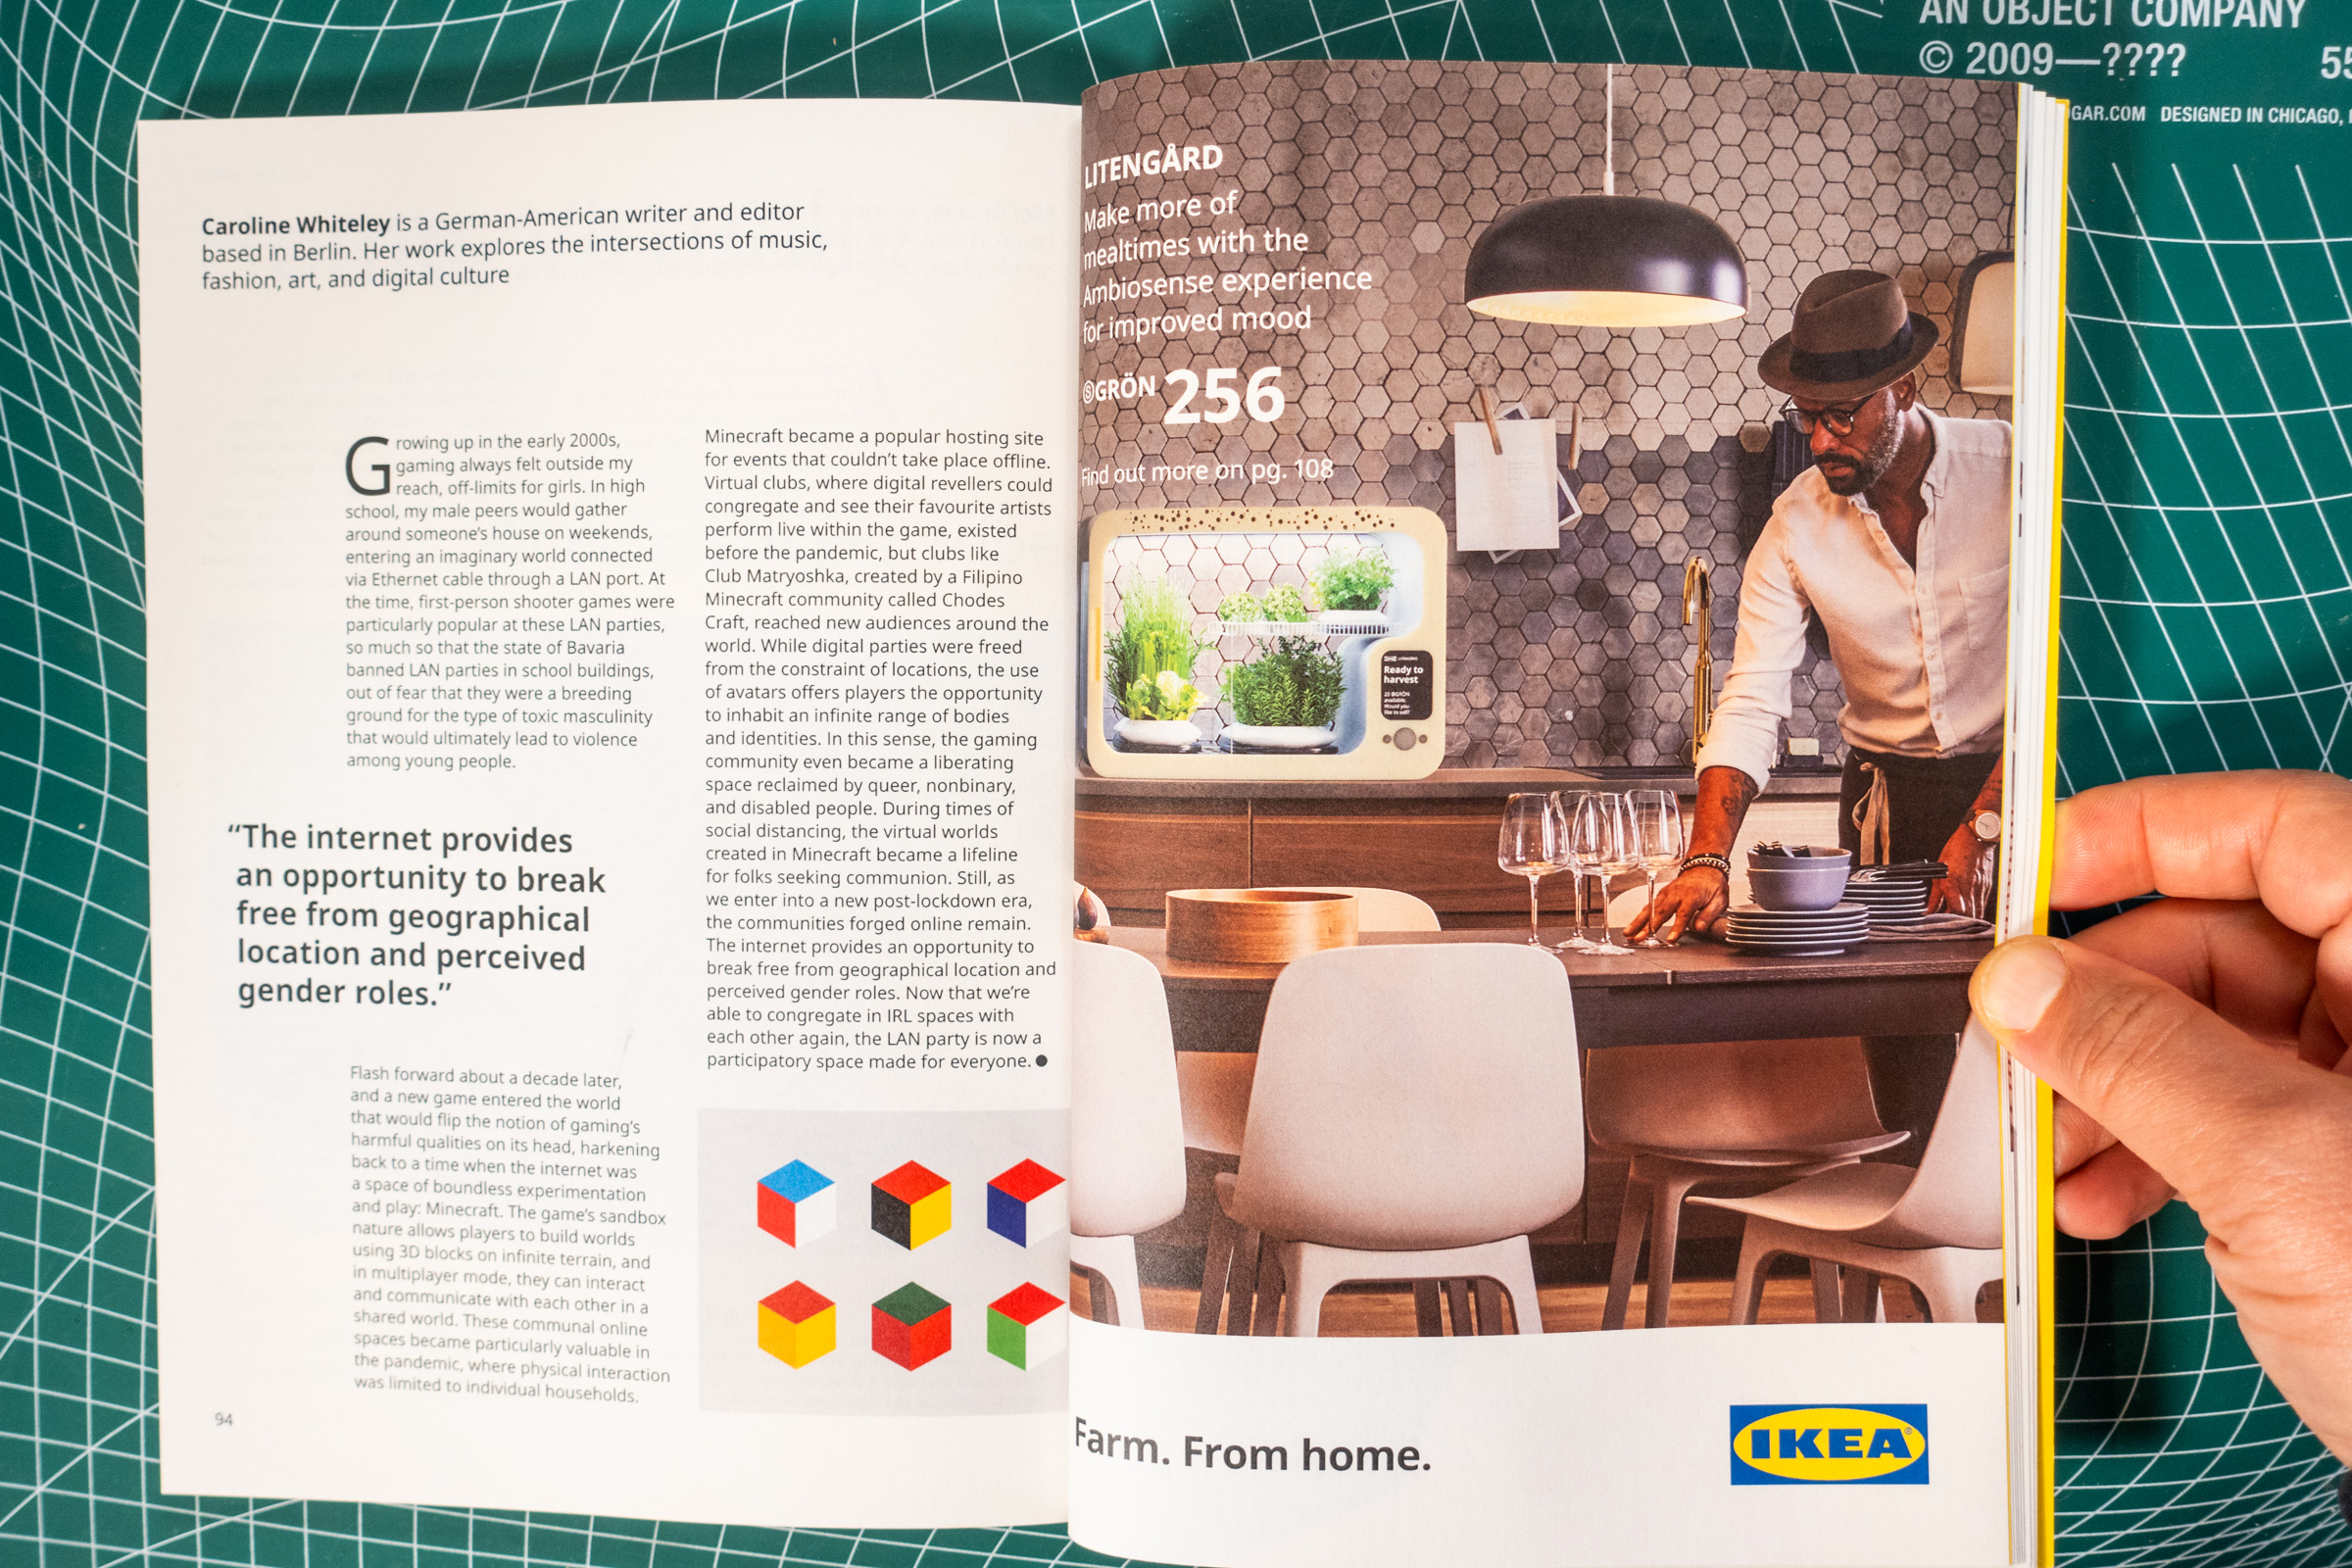 AN OBJECT COMPANY
© 2009—????
55
GAR.COM DESIGNED IN CHICAGO,
Caroline Whiteley is a German-American writer and editor
based in Berlin. Her work explores the intersections of music,
fashion, art, and digital culture
Growing up in the early 2000s,
gaming always felt outside my
reach, off-limits for girls. In high
school, my male peers would gather
around someone’s house on weekends,
entering an imaginary world connected
via Ethernet cable through a LAN port. At
the time, first-person shooter games were
particularly popular at these LAN parties,
so much so that the state of Bavaria
banned LAN parties in school buildings,
out of fear that they were a breeding
ground for the type of toxic masculinity
that would ultimately lead to violence
among young people.
“The internet provides
an opportunity to break
free from geographical
location and perceived
gender roles.”
Flash forward about a decade later,
and a new game entered the world
that would flip the notion of gaming’s
harmful qualities on its head, harkening
back to a time when the internet was
a space of boundless experimentation
and play: Minecraft. The game’s sandbox
nature allows players to build worlds
using 3D blocks on infinite terrain, and
in multiplayer mode, they can interact
and communicate with each other in a
shared world. These communal online
spaces became particularly valuable in
the pandemic, where physical interaction
was limited to individual households.
Minecraft became a popular hosting site
for events that couldn’t take place offline.
Virtual clubs, where digital revellers could
congregate and see their favourite artists
perform live within the game, existed
before the pandemic, but clubs like
Club Matryoshka, created by a Filipino
Minecraft community called Chodes
Craft, reached new audiences around the
world. While digital parties were freed
from the constraint of locations, the use
of avatars offers players the opportunity
to inhabit an infinite range of bodies
and identities. In this sense, the gaming
community even became a liberating
space reclaimed by queer, nonbinary,
and disabled people. During times of
social distancing, the virtual worlds
created in Minecraft became a lifeline
for folks seeking communion. Still, as
we enter into a new post-lockdown era,
the communities forged online remain.
The internet provides an opportunity to
break free from geographical location and
perceived gender roles. Now that we’re
able to congregate in IRL spaces with
each other again, the LAN party is now a
participatory space made for everyone. ●
94
LITENGÅRD
Make more of
mealtimes with the
Ambiosense experience
for improved mood
ⓈGRÖN 256
Find out more on pg. 108
Ready to
harvest
25 ⓈGRÖN
available.
Would you
like to sell?
Farm. From home.
IKEA®